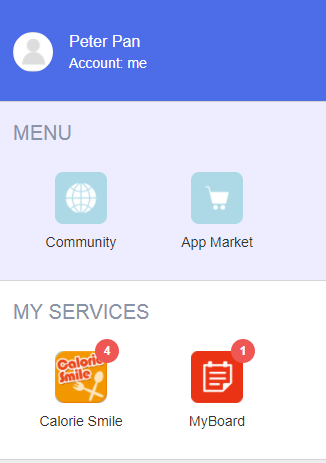 Peter Pan
Account: me
MENU
Community
App Market
MY SERVICES
Calorie
Smile
4
1
Calorie Smile
MyBoard